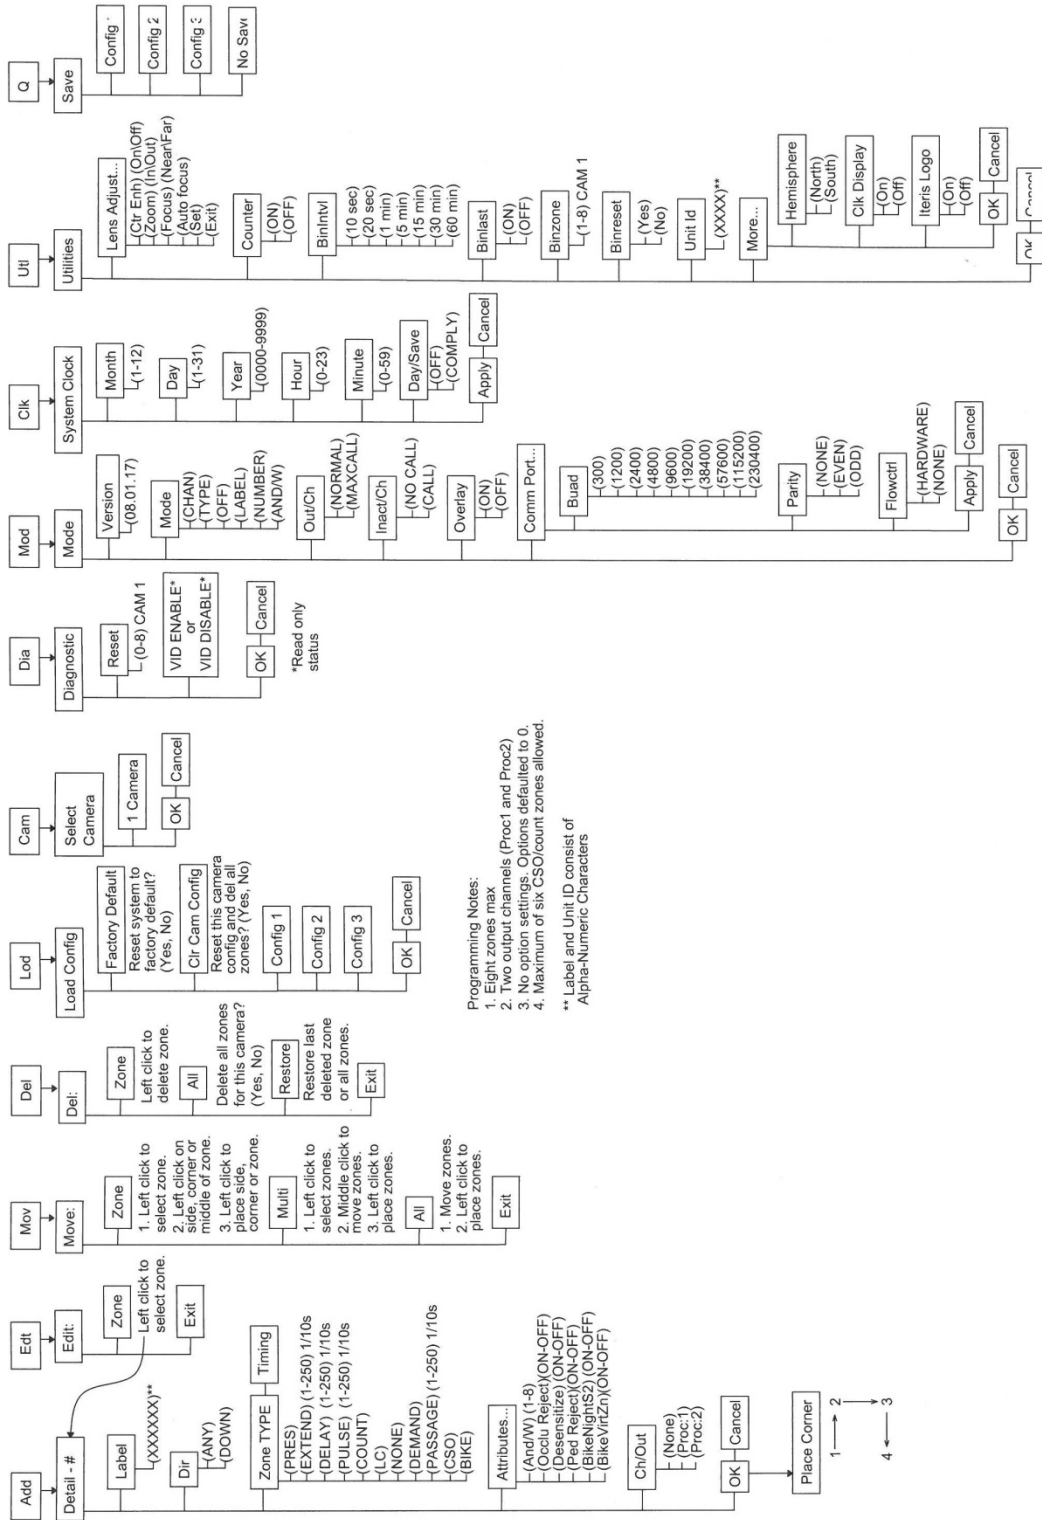 Add
Detail - #
Label
(XXXXXX)**
Dir
(ANY)
(DOWN)
Zone TYPE
Timing
(PRES)
(EXTEND) (1-250) 1/10s
(DELAY) (1-250) 1/10s
(PULSE) (1-250) 1/10s
(COUNT)
(LC)
(NONE)
(DEMAND)
(PASSAGE) (1-250) 1/10s
(CSO)
(BIKE)
Attributes...
(And/W) (1-8)
(Occlu Reject)(ON-OFF)
(Desensitize) (ON-OFF)
(Ped Reject)(ON-OFF)
(BikeNightS2) (ON-OFF)
(BikeVirtZn)(ON-OFF)
Ch/Out
(None)
(Proc:1)
(Proc:2)
OK
Cancel
Place Corner
1
2
4
3
Edt
Edit:
Zone
Left click to
select zone.
Exit
Mov
Move:
Zone
1. Left click to
select zone.
2. Left click on
side, corner or
middle of zone.
3. Left click to
place side,
corner or zone.
Multi
1. Left click to
select zones.
2. Middle click to
move zones.
3. Left click to
place zones.
All
1. Move zones.
2. Left click to
place zones.
Exit
Del
Del:
Zone
Left click to
delete zone.
All
Delete all zones
for this camera?
(Yes, No)
Restore
Restore last
deleted zone
or all zones.
Exit
Lod
Load Config
Factory Default
Reset system to
factory default?
(Yes, No)
Clr Cam Config
Reset this camera
config and del all
zones? (Yes, No)
Config 1
Config 2
Config 3
OK
Cancel
Programming Notes:
1. Eight zones max
2. Two output channels (Proc1 and Proc2)
3. No option settings. Options defaulted to 0.
4. Maximum of six CSO/count zones allowed.
** Label and Unit ID consist of
Alpha-Numeric Characters
Cam
Select
Camera
1 Camera
OK
Cancel
Dia
Diagnostic
Reset
(0-8) CAM 1
VID ENABLE*
or
VID DISABLE*
OK
Cancel
*Read only
status
Mod
Mode
Version
(08.01.17)
Mode
(CHAN)
(TYPE)
(OFF)
(LABEL)
(NUMBER)
(AND/W)
Out/Ch
(NORMAL)
(MAXCALL)
Inact/Ch
(NO CALL)
(CALL)
Overlay
(ON)
(OFF)
Comm Port...
Buad
(300)
(1200)
(2400)
(4800)
(9600)
(19200)
(38400)
(57600)
(115200)
(230400)
Parity
(NONE)
(EVEN)
(ODD)
Flowctrl
(HARDWARE)
(NONE)
Apply
Cancel
OK
Cancel
Clk
System Clock
Month
(1-12)
Day
(1-31)
Year
(0000-9999)
Hour
(0-23)
Minute
(0-59)
Day/Save
(OFF)
(COMPLY)
Apply
Cancel
Utl
Utilities
Lens Adjust...
(Ctr Enh) (On\Off)
(Zoom) (In\Out)
(Focus) (Near\Far)
(Auto focus)
(Set)
(Exit)
Counter
(ON)
(OFF)
BinIntvl
(10 sec)
(20 sec)
(1 min)
(5 min)
(15 min)
(30 min)
(60 min)
Binlast
(ON)
(OFF)
Binzone
(1-8) CAM 1
Binreset
(Yes)
(No)
Unit Id
(XXXX)**
More...
Hemisphere
(North)
(South)
Clk Display
(On)
(Off)
Iteris Logo
(On)
(Off)
OK
Cancel
OK
Cancel
Q
Save
Config
Config 2
Config
No Save